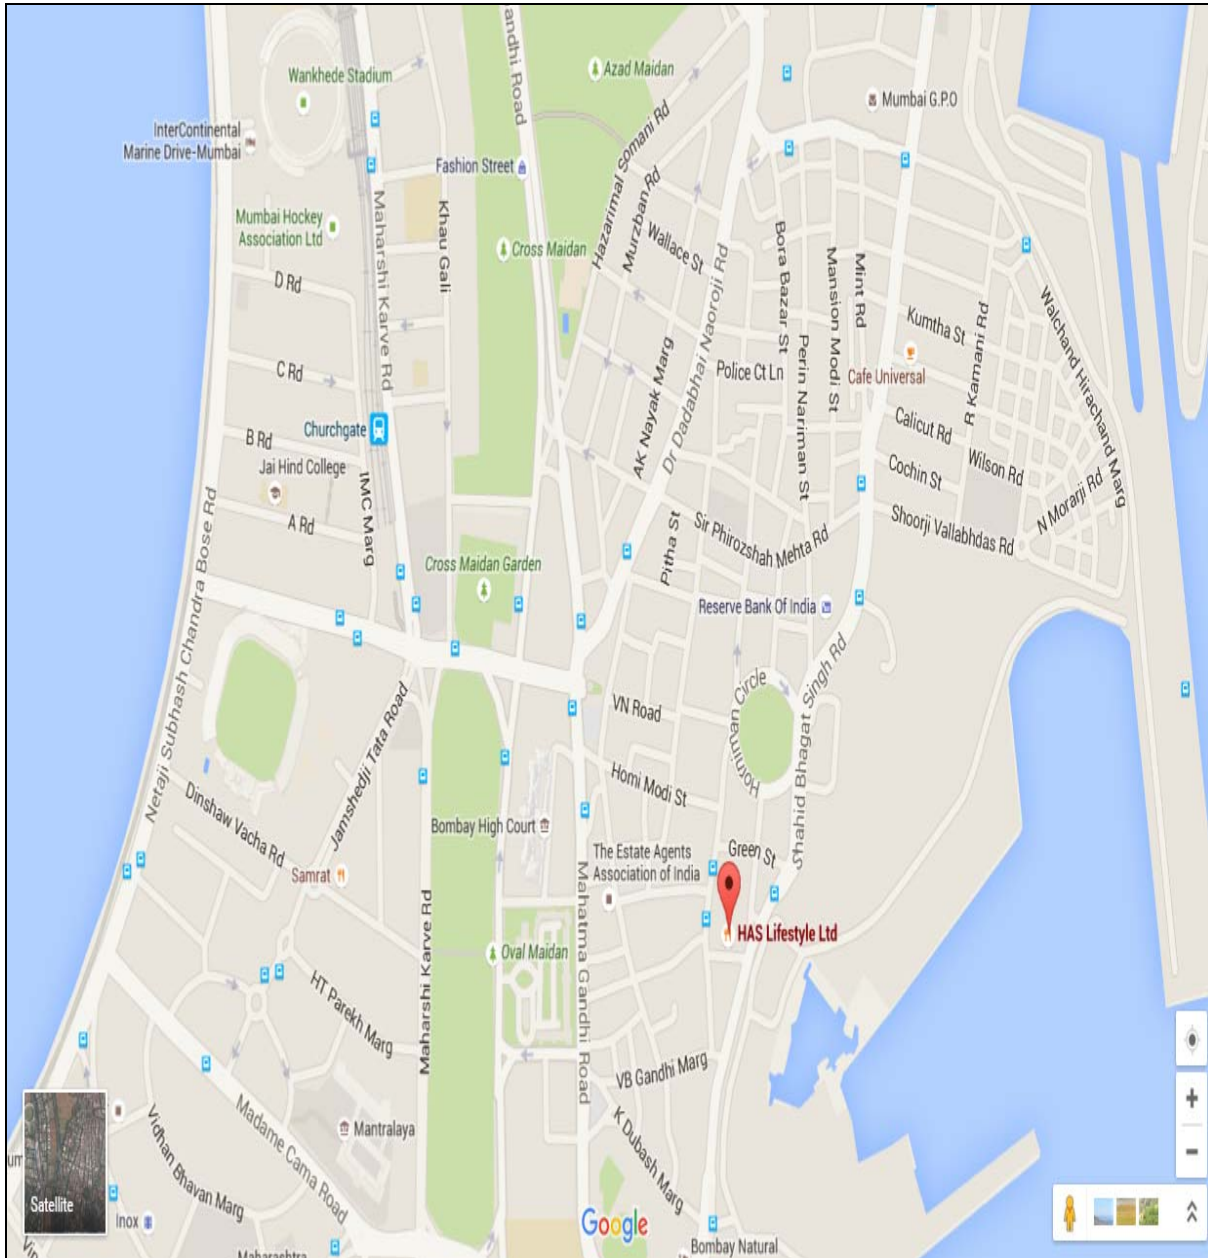 andhi Road
Azad Maidan
Wankhede Stadium
Mumbai G.P.O
InterContinental
Marine Drive-Mumbai
Fashion Street
Hazarimal Somani Rd
Murzban Rd
Maharshi Karve Rd
Khau Gali
Mumbai Hockey
Association Ltd
Cross Maidan
Wallace St
Bora Bazar St
Mansion Modi St
Mint Rd
D Rd
Dr Dadabhai Naoroji Rd
Walchand Hirachand Marg
Kumtha St
R Kamani Rd
C Rd
AK Nayak Marg
Police Ct Ln
Perin Nariman St
Cafe Universal
Churchgate
B Rd
Calicut Rd
Jai Hind College
IMC Marg
Cochin St
Wilson Rd
N Morarji Rd
A Rd
Pitha St
Sir Phirozshah Mehta Rd
Shoorji Vallabhdas Rd
Netaji Subhash Chandra Bose Rd
Cross Maidan Garden
Reserve Bank Of India
VN Road
Horniman Circle
Shahid Bhagat Singh Rd
Jamshedji Tata Road
Homi Modi St
Dinshaw Vacha Rd
Bombay High Court
The Estate Agents
Association of India
Green St
Samrat
Mahatma Gandhi Road
HAS Lifestyle Ltd
Maharshi Karve Rd
Oval Maidan
HT Parekh Marg
VB Gandhi Marg
K Dubash Marg
Madame Cama Road
Mantralaya
Vidhan Bhavan Marg
Satellite
Inox
Google
Bombay Natural
Maharashtra